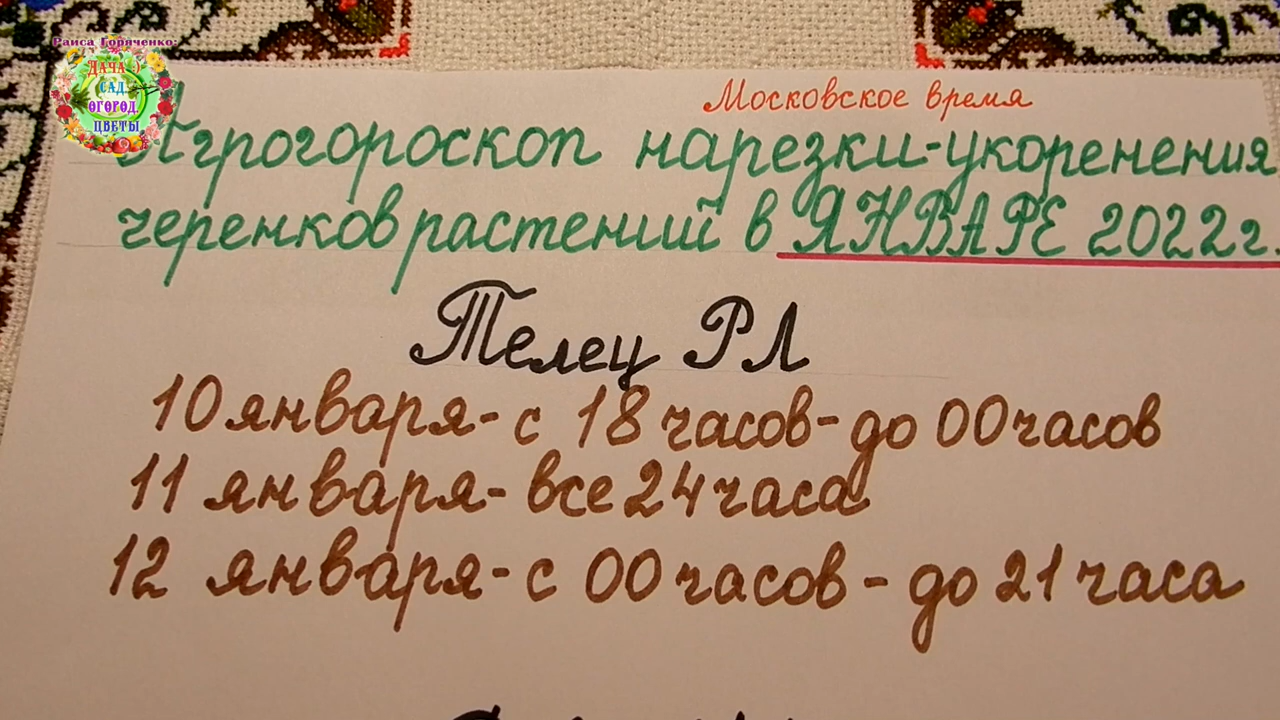 Раиса Горяченко:
ДАЧА :)
САД.
ОГОРОД.
ЦВЕТЫ
Московское время
Агрогороскоп нарезки-укоренения
черенков растений в ЯНВАРЕ 2022г.
Телец РЛ
10 января - с 18 часов - до 00 часов
11 января - все 24 часа
12 января - с 00 часов - до 21 часа